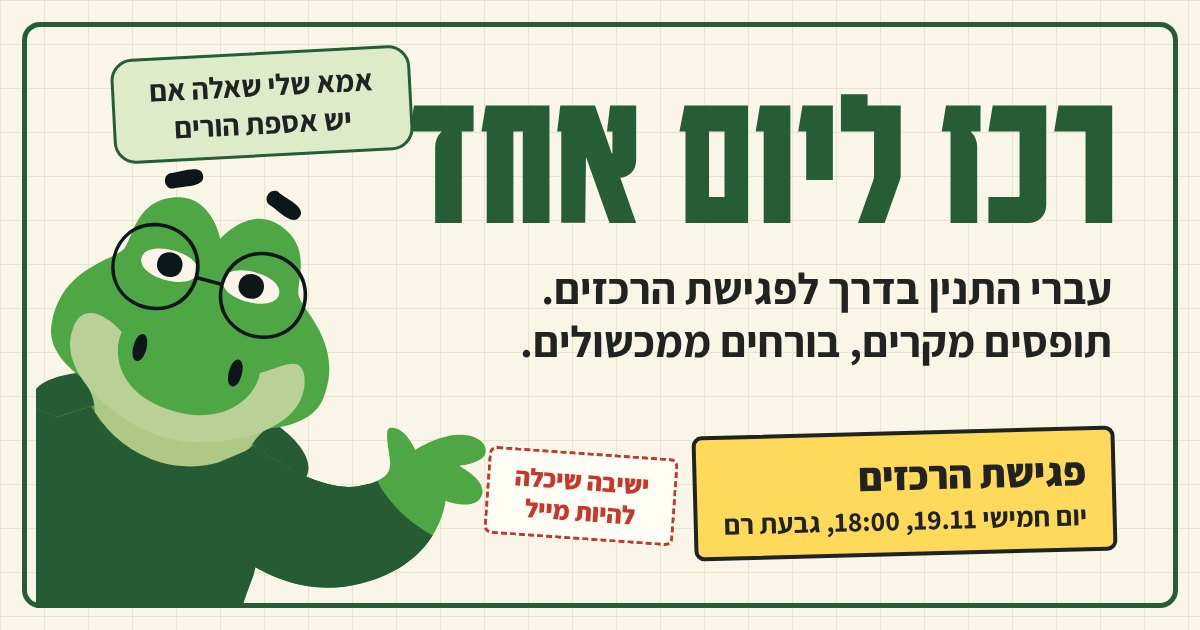 אמא שלי שאלה אם
יש אספת הורים
רכז ליום אחד
עברי התנין בדרך לפגישת הרכזים.
תופסים מקרים, בורחים ממכשולים.
פגישת הרכזים
יום חמישי 19.11, 18:00, גבעת רם
ישיבה שיכלה
להיות מייל